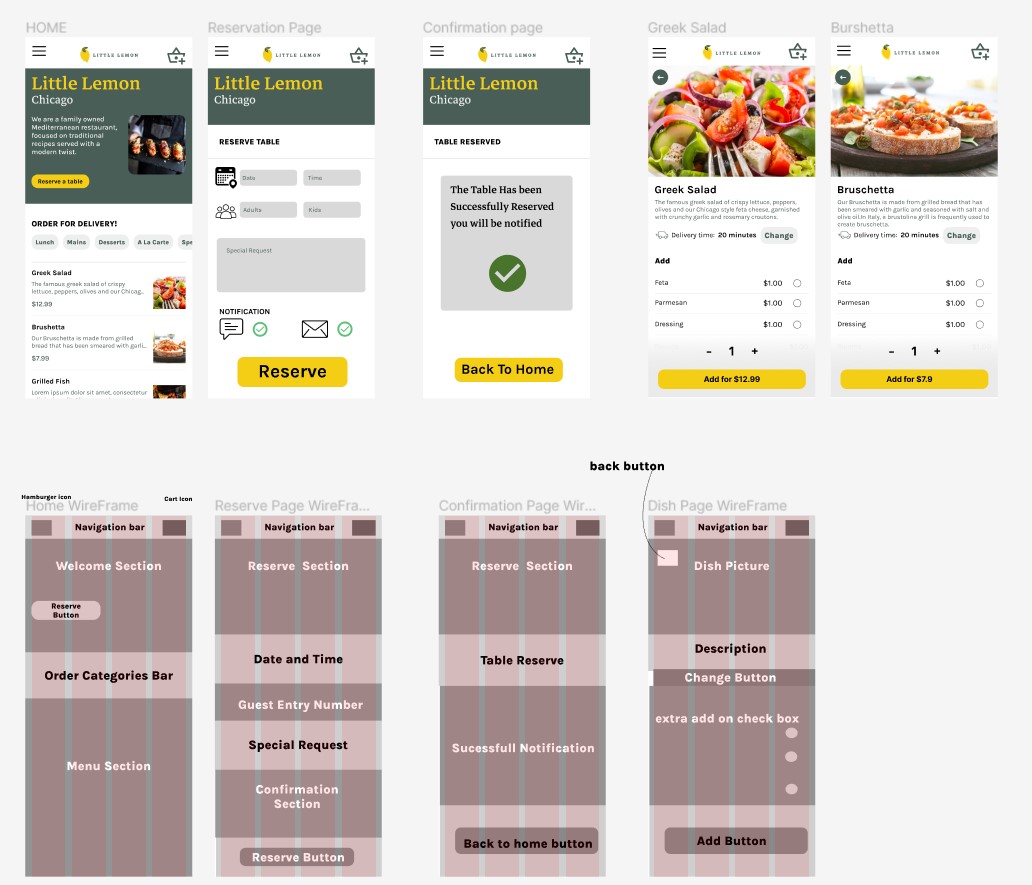 HOME
LITTLE LEMON
Little Lemon
Chicago
We are a family owned
Mediterranean restaurant,
focused on traditional
recipes served with a
modern twist.
Reserve a table
ORDER FOR DELIVERY!
Lunch Mains Desserts A La Carte Spe
Greek Salad
The famous greek salad of crispy
lettuce, peppers, olives and our Chicag...
$12.99
Brushetta
Our Bruschetta is made from grilled
bread that has been smeared with garli...
$7.99
Grilled Fish
Lorem ipsum dolor sit amet, consectetur
Reservation Page
LITTLE LEMON
Little Lemon
Chicago
RESERVE TABLE
Date Time
Adults Kids
Special Request
NOTIFICATION
Reserve
Confirmation page
LITTLE LEMON
Little Lemon
Chicago
TABLE RESERVED
The Table Has been
Successfully Reserved
you will be notified
Back To Home
Greek Salad
LITTLE LEMON
Greek Salad
The famous greek salad of crispy lettuce, peppers,
olives and our Chicago style feta cheese, garnished
with crunchy garlic and rosemary croutons.
Delivery time: 20 minutes Change
Add
Feta $1.00
Parmesan $1.00
Dressing $1.00
- 1 +
Add for $12.99
Burshetta
LITTLE LEMON
Bruschetta
Our Bruschetta is made from grilled bread that has
been smeared with garlic and seasoned with salt and
olive oil.In Italy, a brustolina grill is frequently used to
create bruschetta.
Delivery time: 20 minutes Change
Add
Feta $1.00
Parmesan $1.00
Dressing $1.00
- 1 +
Add for $7.9
back button
Hamburger icon
Cart Icon
Home WireFrame
Navigation bar
Welcome Section
Reserve
Button
Order Categories Bar
Menu Section
Reserve Page WireFra...
Navigation bar
Reserve Section
Date and Time
Guest Entry Number
Special Request
Confirmation
Section
Reserve Button
Confirmation Page Wir...
Navigation bar
Reserve Section
Table Reserve
Sucessfull Notification
Back to home button
Dish Page WireFrame
Navigation bar
Dish Picture
Description
Change Button
extra add on check box
Add Button